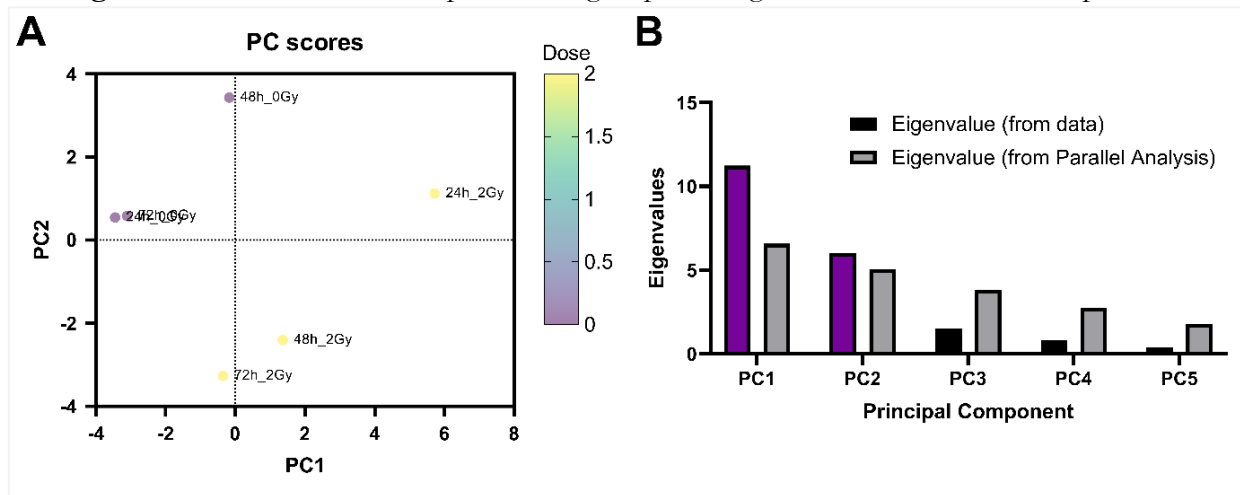 A
PC scores
PC2
4
2
0
-2
-4
48h_0Gy
24h_2Gy
24h_0Gy
72h_0Gy
48h_2Gy
72h_2Gy
-4 -2 0 2 4 6 8
PC1
Dose
2
1.5
1
0.5
0
B
Eigenvalues
15
10
5
0
Eigenvalue (from data)
Eigenvalue (from Parallel Analysis)
PC1 PC2 PC3 PC4 PC5
Principal Component